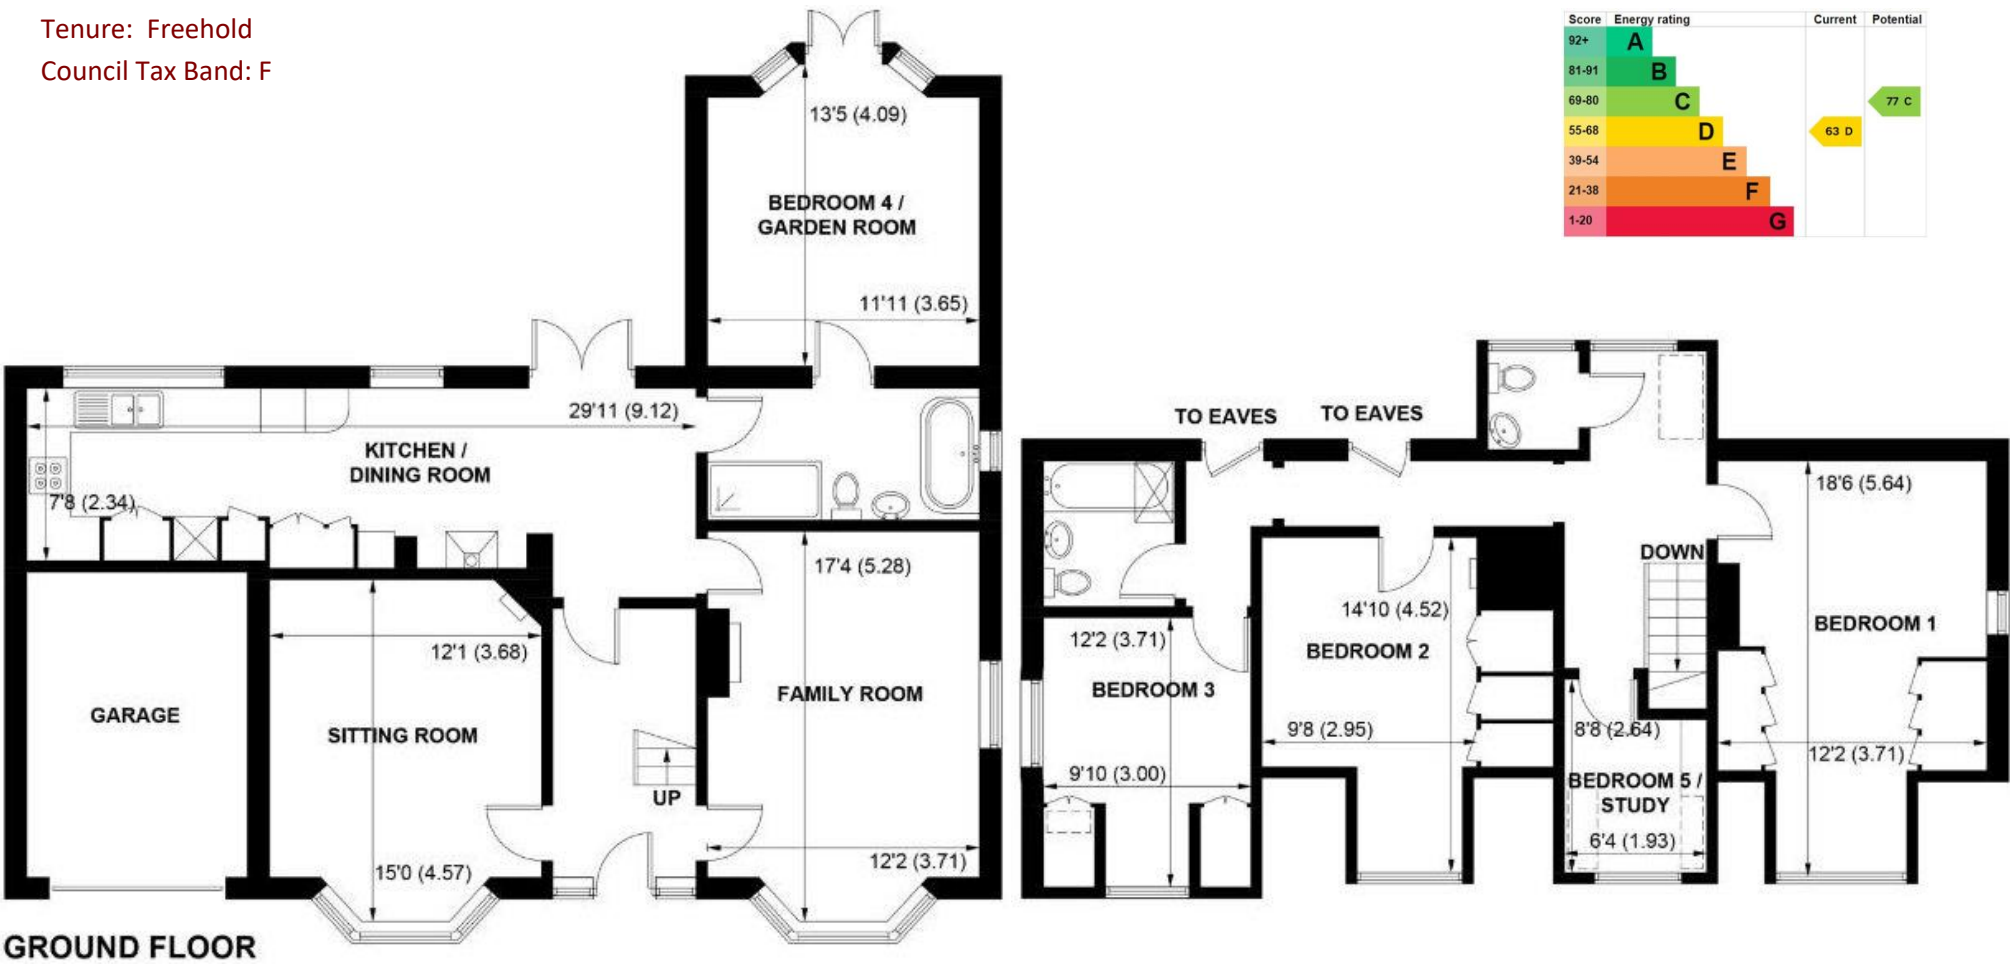 Tenure: Freehold
Council Tax Band: F
Score Energy rating Current Potential
92+ A
81-91 B
69-80 C 77 C
55-68 D 63 D
39-54 E
21-38 F
1-20 G
13'5 (4.09)
BEDROOM 4 /
GARDEN ROOM
11'11 (3.65)
29'11 (9.12)
KITCHEN /
DINING ROOM
7'8 (2.34)
17'4 (5.28)
12'1 (3.68)
FAMILY ROOM
GARAGE
SITTING ROOM
UP
15'0 (4.57)
12'2 (3.71)
GROUND FLOOR
TO EAVES
TO EAVES
18'6 (5.64)
DOWN
14'10 (4.52)
BEDROOM 1
12'2 (3.71)
BEDROOM 2
BEDROOM 3
9'8 (2.95)
8'8 (2.64)
12'2 (3.71)
9'10 (3.00)
BEDROOM 5 /
STUDY
6'4 (1.93)